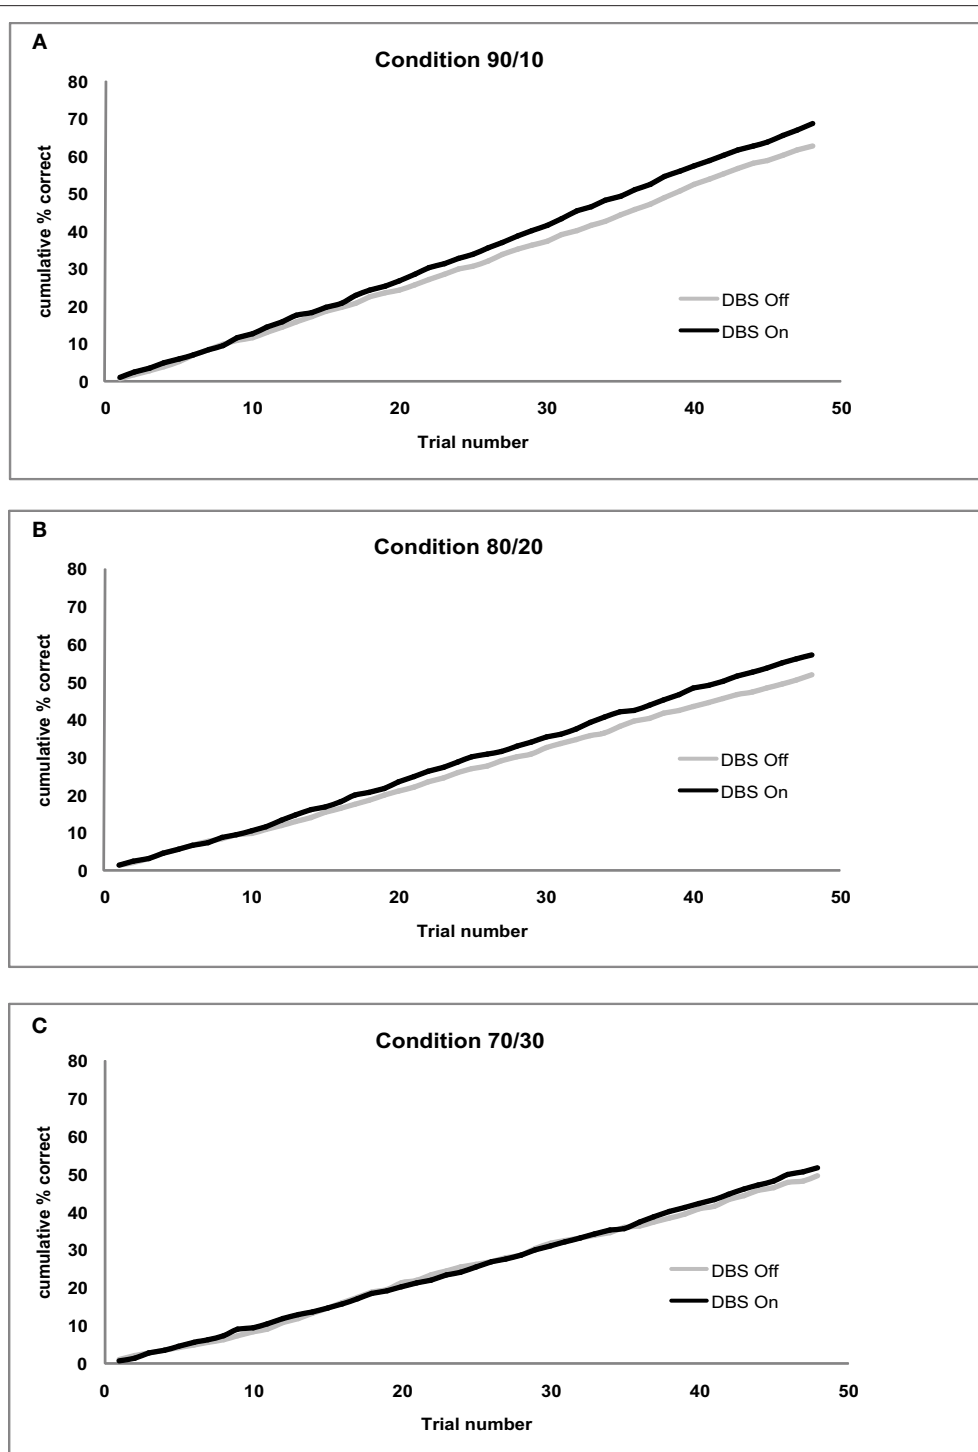 A
Condition 90/10
80
70
60
50
40
30
20
10
0
cumulative % correct
DBS Off
DBS On
0 10 20 30 40 50
Trial number
B
Condition 80/20
80
70
60
50
40
30
20
10
0
cumulative % correct
DBS Off
DBS On
0 10 20 30 40 50
Trial number
C
Condition 70/30
80
70
60
50
40
30
20
10
0
cumulative % correct
DBS Off
DBS On
0 10 20 30 40 50
Trial number